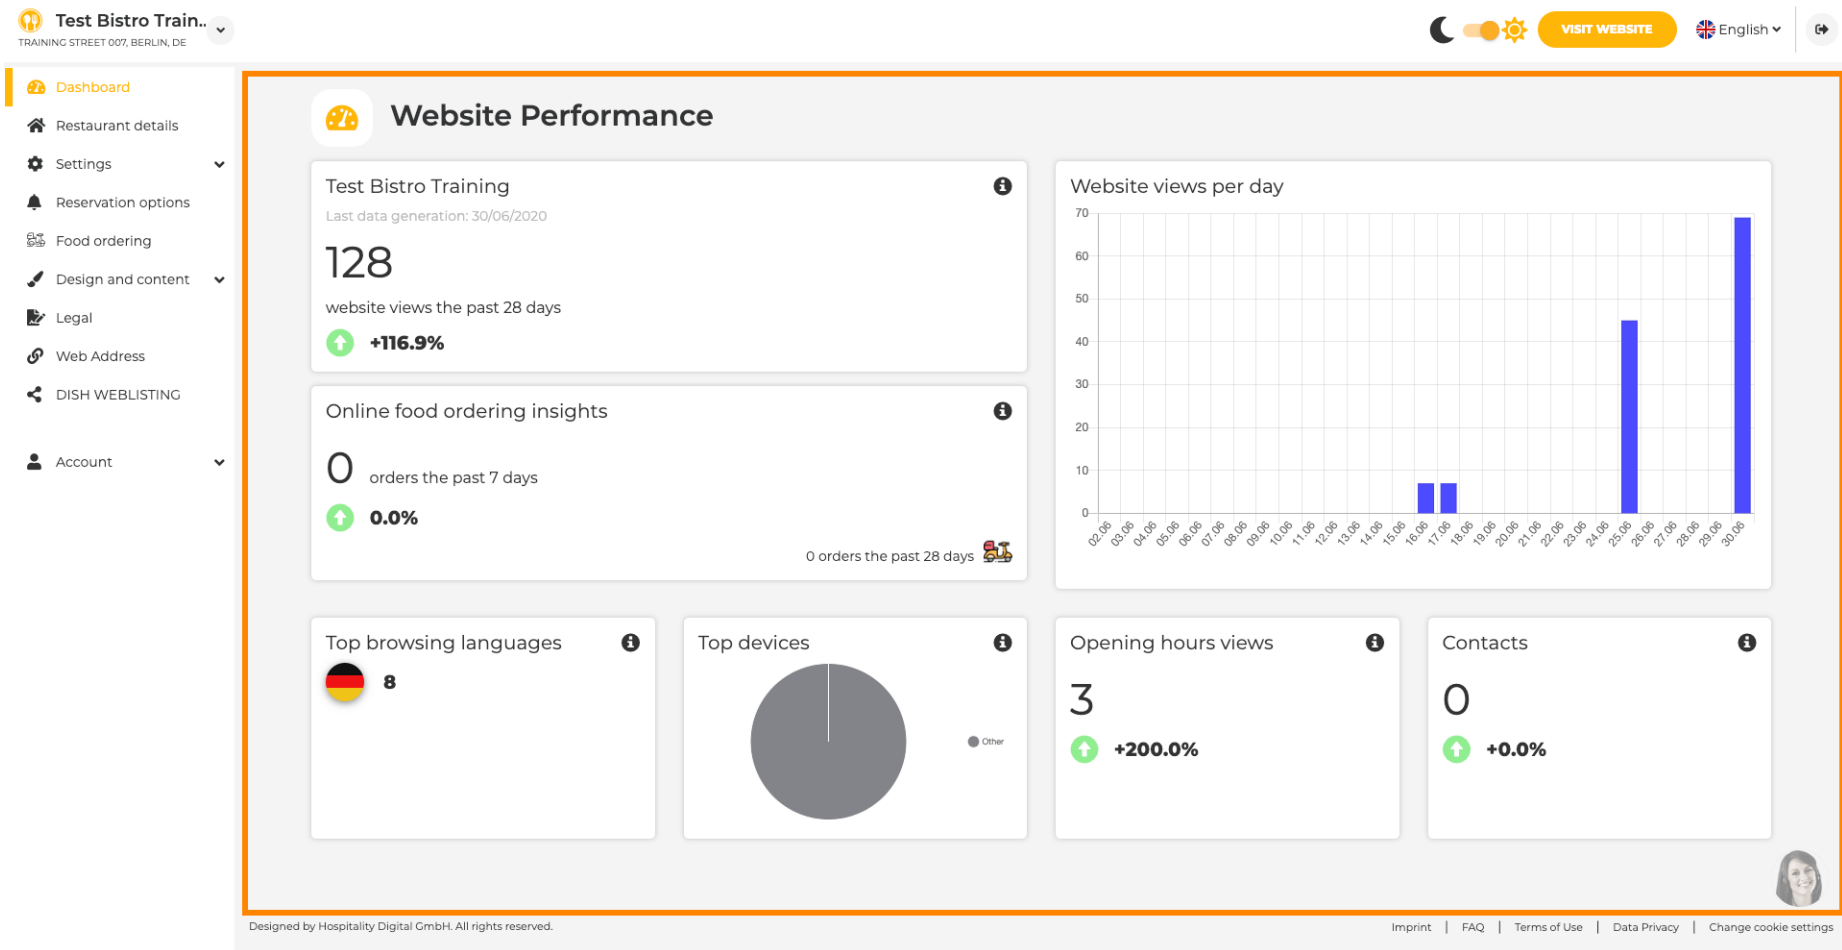 Test Bistro Train..
TRAINING STREET 007, BERLIN, DE
VISIT WEBSITE
English
Dashboard
Restaurant details
Settings
Reservation options
Food ordering
Design and content
Legal
Web Address
DISH WEBLISTING
Account
Website Performance
Test Bistro Training
Last data generation: 30/06/2020
128
website views the past 28 days
+116.9%
Online food ordering insights
0 orders the past 7 days
0.0%
0 orders the past 28 days
Website views per day
70
60
50
40
30
20
10
0
02.06 03.06 04.06 05.06 06.06 07.06 08.06 09.06 10.06 11.06 12.06 13.06 14.06 15.06 16.06 17.06 18.06 19.06 20.06 21.06 22.06 23.06 24.06 25.06 26.06 27.06 28.06 29.06 30.06
Top browsing languages
8
Top devices
Other
Opening hours views
3
+200.0%
Contacts
0
+0.0%
Designed by Hospitality Digital GmbH. All rights reserved.
Imprint | FAQ | Terms of Use | Data Privacy | Change cookie settings